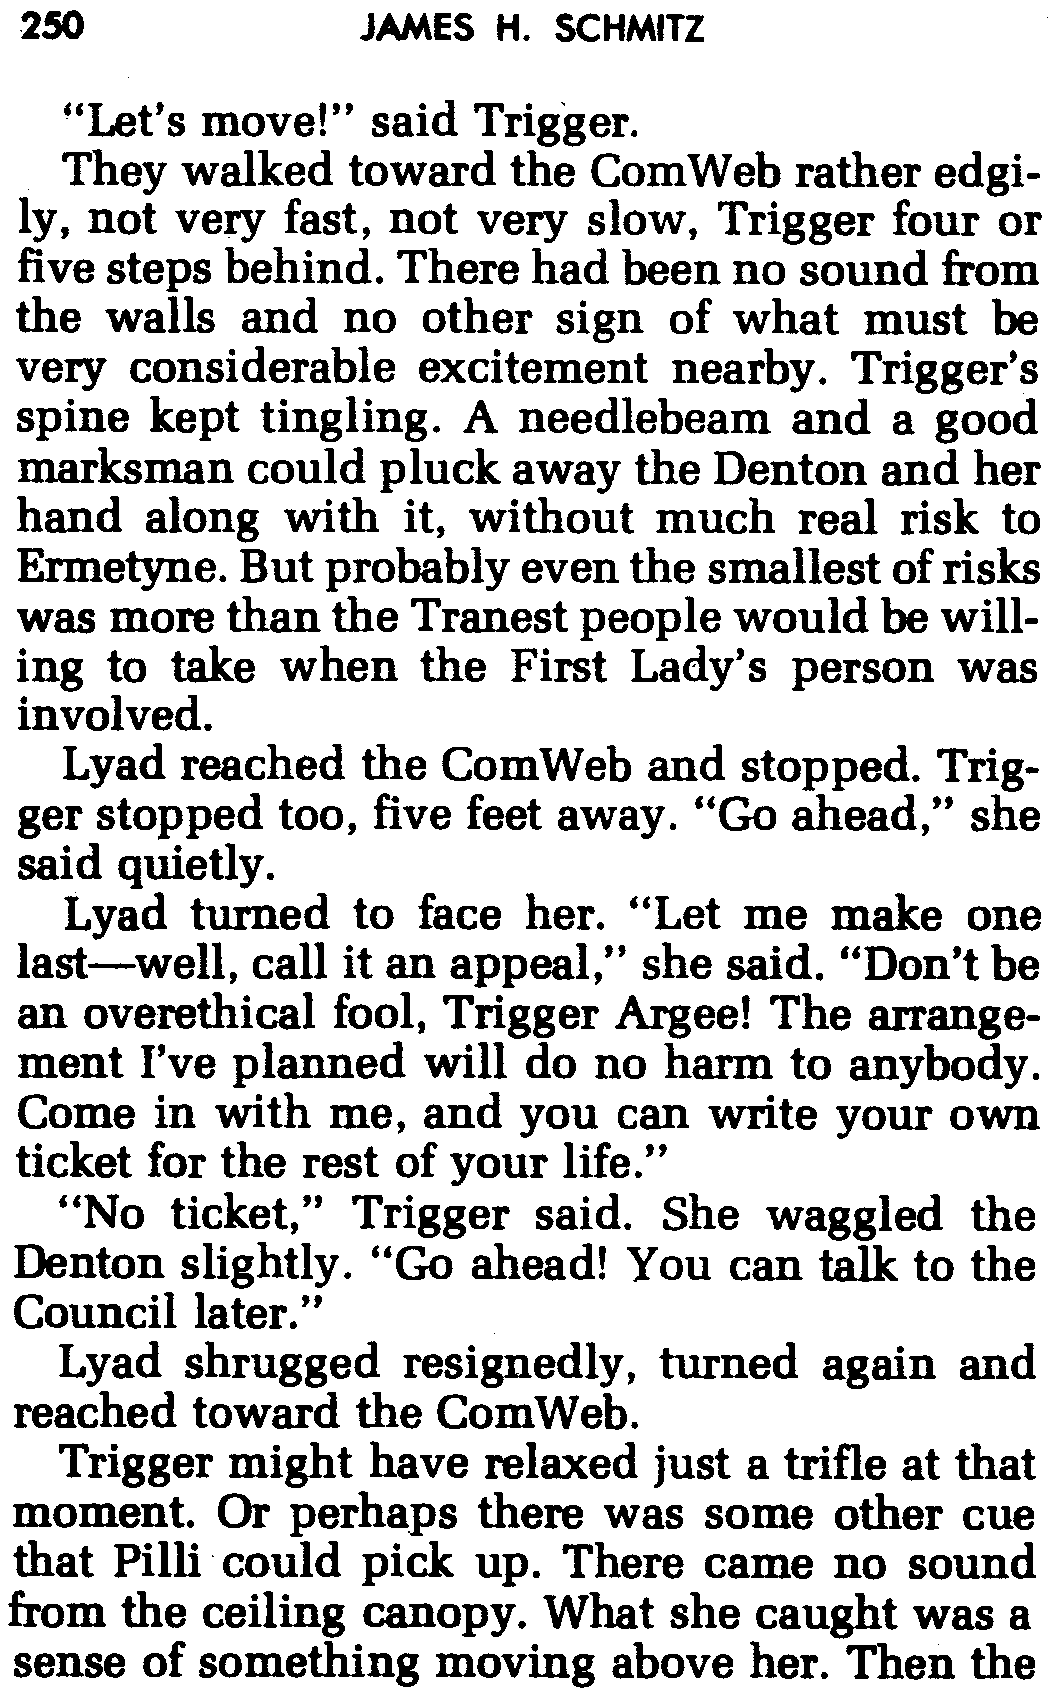 250 JAMES H. SCHMITZ
“Let’s move!” said Trigger.
They walked toward the ComWeb rather edgi-
ly, not very fast, not very slow, Trigger four or
five steps behind. There had been no sound from
the walls and no other sign of what must be
very considerable excitement nearby. Trigger’s
spine kept tingling. A needlebeam and a good
marksman could pluck away the Denton and her
hand along with it, without much real risk to
Ermetyne. But probably even the smallest of risks
was more than the Tranest people would be will-
ing to take when the First Lady’s person was
involved.
Lyad reached the ComWeb and stopped. Trig-
ger stopped too, five feet away. “Go ahead,” she
said quietly.
Lyad turned to face her. “Let me make one
last—well, call it an appeal,” she said. “Don’t be
an overethical fool, Trigger Argee! The arrange-
ment I’ve planned will do no harm to anybody.
Come in with me, and you can write your own
ticket for the rest of your life.”
“No ticket,” Trigger said. She waggled the
Denton slightly. “Go ahead! You can talk to the
Council later.”
Lyad shrugged resignedly, turned again and
reached toward the ComWeb.
Trigger might have relaxed just a trifle at that
moment. Or perhaps there was some other cue
that Pilli could pick up. There came no sound
from the ceiling canopy. What she caught was a
sense of something moving above her. Then the